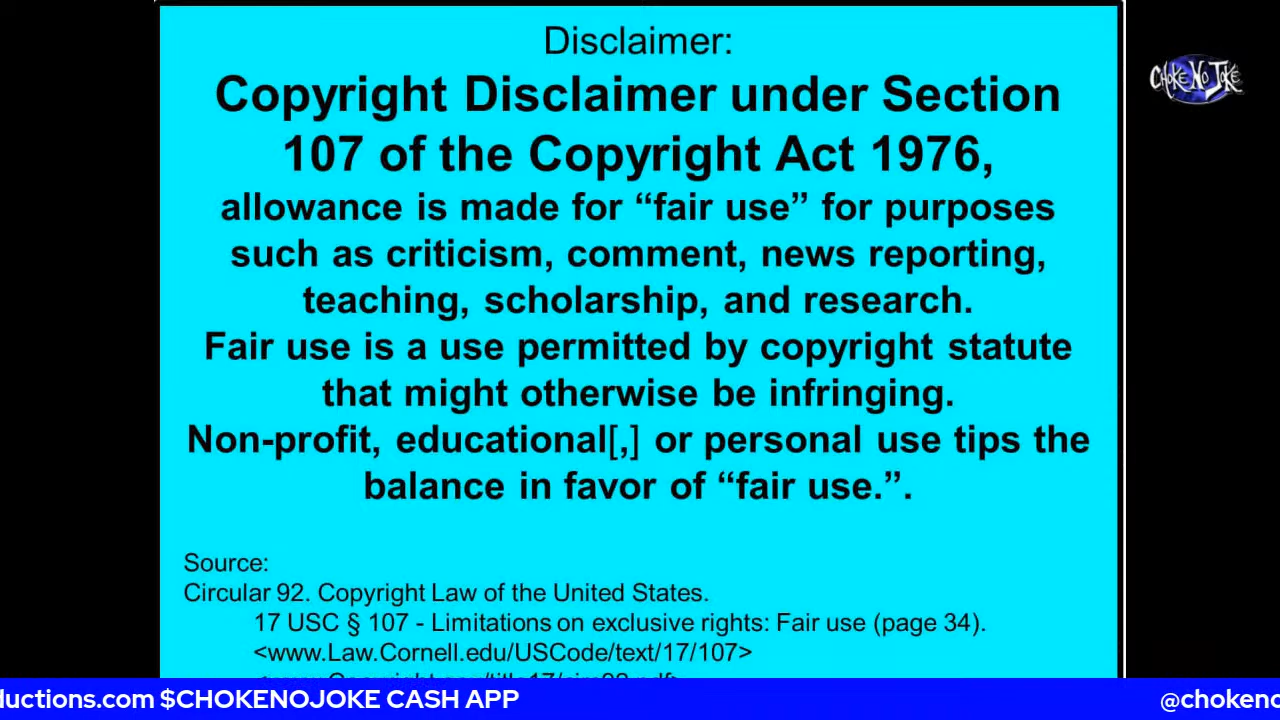 Disclaimer:
Copyright Disclaimer under Section
107 of the Copyright Act 1976,
allowance is made for “fair use” for purposes
such as criticism, comment, news reporting,
teaching, scholarship, and research.
Fair use is a use permitted by copyright statute
that might otherwise be infringing.
Non-profit, educational[,] or personal use tips the
balance in favor of “fair use.”.
CHOKE NO JOKE
Source:
Circular 92. Copyright Law of the United States.
17 USC § 107 - Limitations on exclusive rights: Fair use (page 34).
<www.Law.Cornell.edu/USCode/text/17/107>
ductions.com $CHOKENOJOKE CASH APP
@chokeno